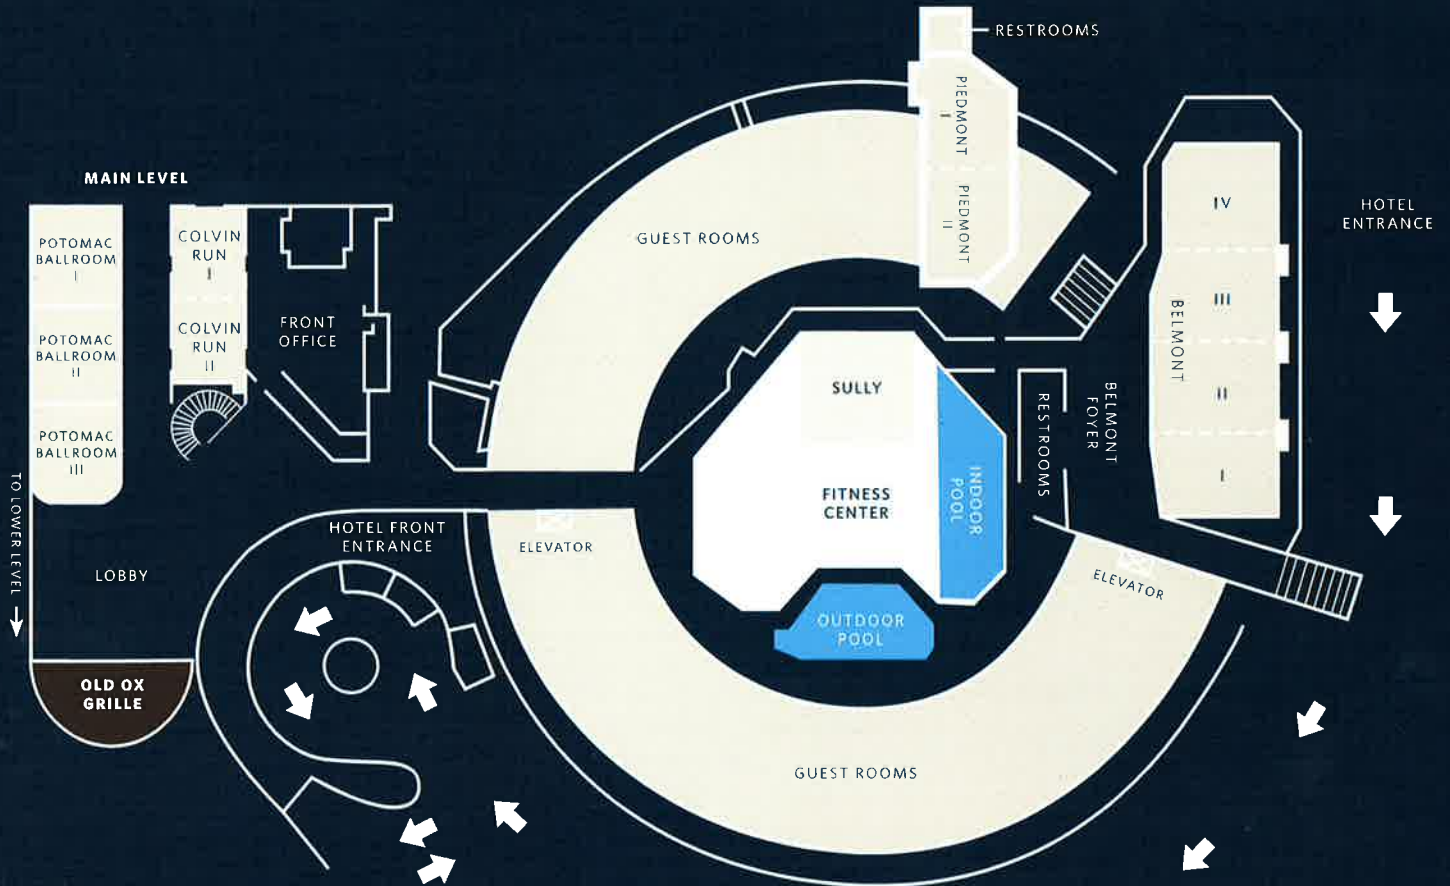 RESTROOMS
PIEDMONT
I
PIEDMONT
II
MAIN LEVEL
POTOMAC
BALLROOM
I
POTOMAC
BALLROOM
II
POTOMAC
BALLROOM
III
COLVIN
RUN
I
COLVIN
RUN
II
FRONT
OFFICE
GUEST ROOMS
IV
III
II
I
BELMONT
HOTEL
ENTRANCE
SULLY
FITNESS
CENTER
INDOOR
POOL
RESTROOMS
BELMONT
FOYER
TO LOWER LEVEL
LOBBY
HOTEL FRONT
ENTRANCE
ELEVATOR
ELEVATOR
OUTDOOR
POOL
OLD OX
GRILLE
GUEST ROOMS